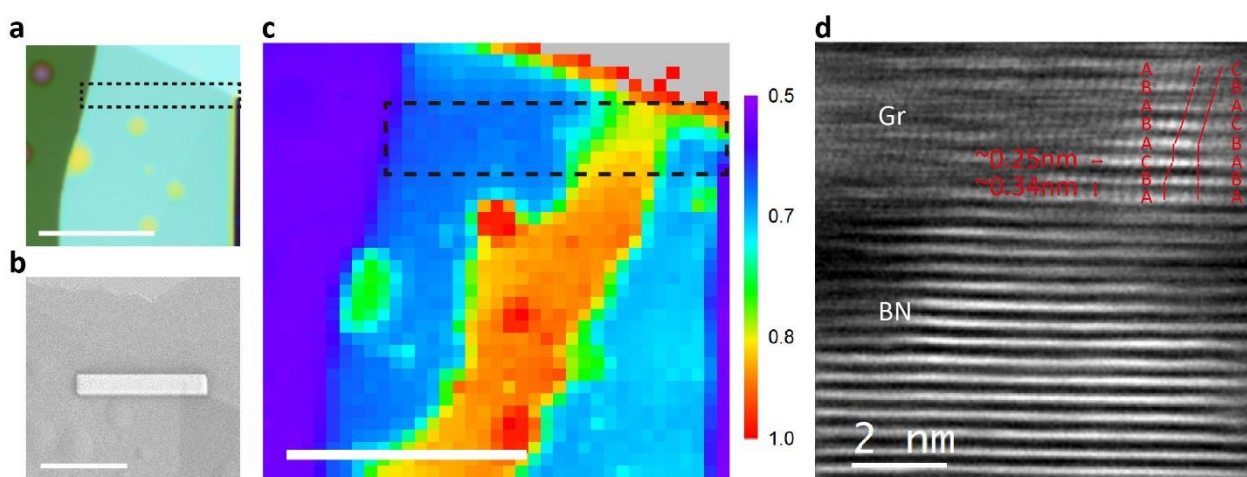 a
b
c
0.5
0.7
0.8
1.0
d
A C
B B
A A
Gr
B C
A B
~0.25nm C A
~0.34nm B B
A A
BN
2 nm